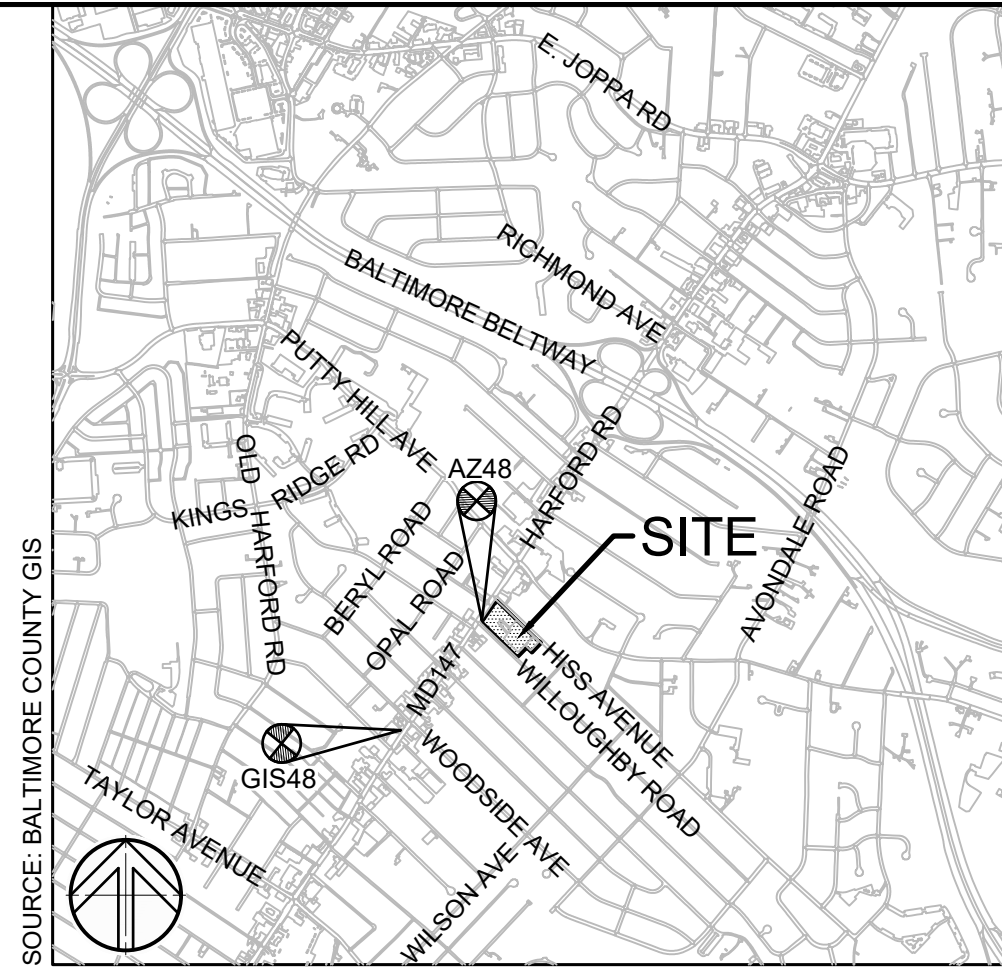 E. JOPPA RD
RICHMOND AVE
BALTIMORE BELTWAY
PUTTY HILL AVE
OLD HARFORD RD
KINGS RIDGE RD
AZ48
HARFORD RD
SITE
BERYL ROAD
OPAL ROAD
AVONDALE ROAD
MD147
HISS AVENUE
WILLOUGHBY ROAD
GIS48
WOODSIDE AVE
TAYLOR AVENUE
WILSON AVE
SOURCE: BALTIMORE COUNTY GIS